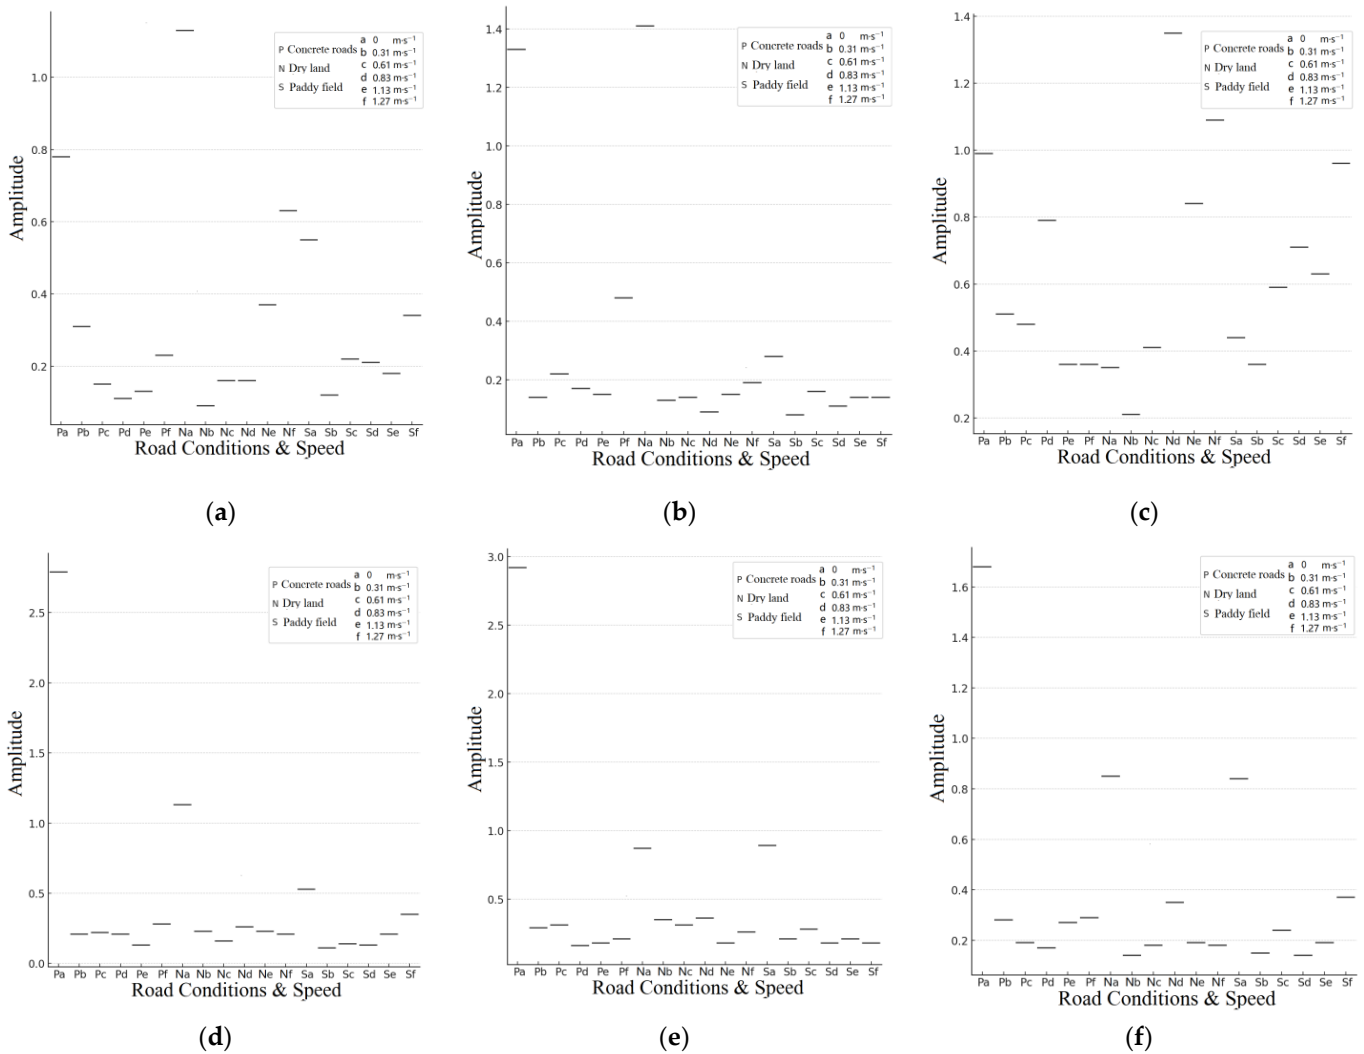 Amplitude
1.0
0.8
0.6
0.4
0.2
P Concrete roads
N Dry land
S Paddy field
a 0 m·s⁻¹
b 0.31 m·s⁻¹
c 0.61 m·s⁻¹
d 0.83 m·s⁻¹
e 1.13 m·s⁻¹
f 1.27 m·s⁻¹
Pa Pb Pc Pd Pe Pf Na Nb Nc Nd Ne Nf Sa Sb Sc Sd Se Sf
Road Conditions & Speed
(a)
Amplitude
1.4
1.2
1.0
0.8
0.6
0.4
0.2
P Concrete roads
N Dry land
S Paddy field
a 0 m·s⁻¹
b 0.31 m·s⁻¹
c 0.61 m·s⁻¹
d 0.83 m·s⁻¹
e 1.13 m·s⁻¹
f 1.27 m·s⁻¹
Pa Pb Pc Pd Pe Pf Na Nb Nc Nd Ne Nf Sa Sb Sc Sd Se Sf
Road Conditions & Speed
(b)
Amplitude
1.4
1.2
1.0
0.8
0.6
0.4
0.2
P Concrete roads
N Dry land
S Paddy field
a 0 m·s⁻¹
b 0.31 m·s⁻¹
c 0.61 m·s⁻¹
d 0.83 m·s⁻¹
e 1.13 m·s⁻¹
f 1.27 m·s⁻¹
Pa Pb Pc Pd Pe Pf Na Nb Nc Nd Ne Nf Sa Sb Sc Sd Se Sf
Road Conditions & Speed
(c)
Amplitude
2.5
2.0
1.5
1.0
0.5
0.0
P Concrete roads
N Dry land
S Paddy field
a 0 m·s⁻¹
b 0.31 m·s⁻¹
c 0.61 m·s⁻¹
d 0.83 m·s⁻¹
e 1.13 m·s⁻¹
f 1.27 m·s⁻¹
Pa Pb Pc Pd Pe Pf Na Nb Nc Nd Ne Nf Sa Sb Sc Sd Se Sf
Road Conditions & Speed
(d)
Amplitude
3.0
2.5
2.0
1.5
1.0
0.5
P Concrete roads
N Dry land
S Paddy field
a 0 m·s⁻¹
b 0.31 m·s⁻¹
c 0.61 m·s⁻¹
d 0.83 m·s⁻¹
e 1.13 m·s⁻¹
f 1.27 m·s⁻¹
Pa Pb Pc Pd Pe Pf Na Nb Nc Nd Ne Nf Sa Sb Sc Sd Se Sf
Road Conditions & Speed
(e)
Amplitude
1.6
1.4
1.2
1.0
0.8
0.6
0.4
0.2
P Concrete roads
N Dry land
S Paddy field
a 0 m·s⁻¹
b 0.31 m·s⁻¹
c 0.61 m·s⁻¹
d 0.83 m·s⁻¹
e 1.13 m·s⁻¹
f 1.27 m·s⁻¹
Pa Pb Pc Pd Pe Pf Na Nb Nc Nd Ne Nf Sa Sb Sc Sd Se Sf
Road Conditions & Speed
(f)